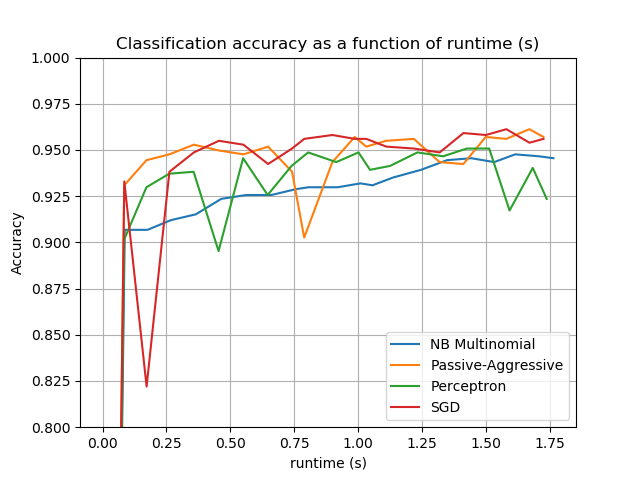 Classification accuracy as a function of runtime (s)
1.000
0.975
0.950
0.925
0.900
0.875
0.850
0.825
0.800
Accuracy
NB Multinomial
Passive-Aggressive
Perceptron
SGD
0.00 0.25 0.50 0.75 1.00 1.25 1.50 1.75
runtime (s)